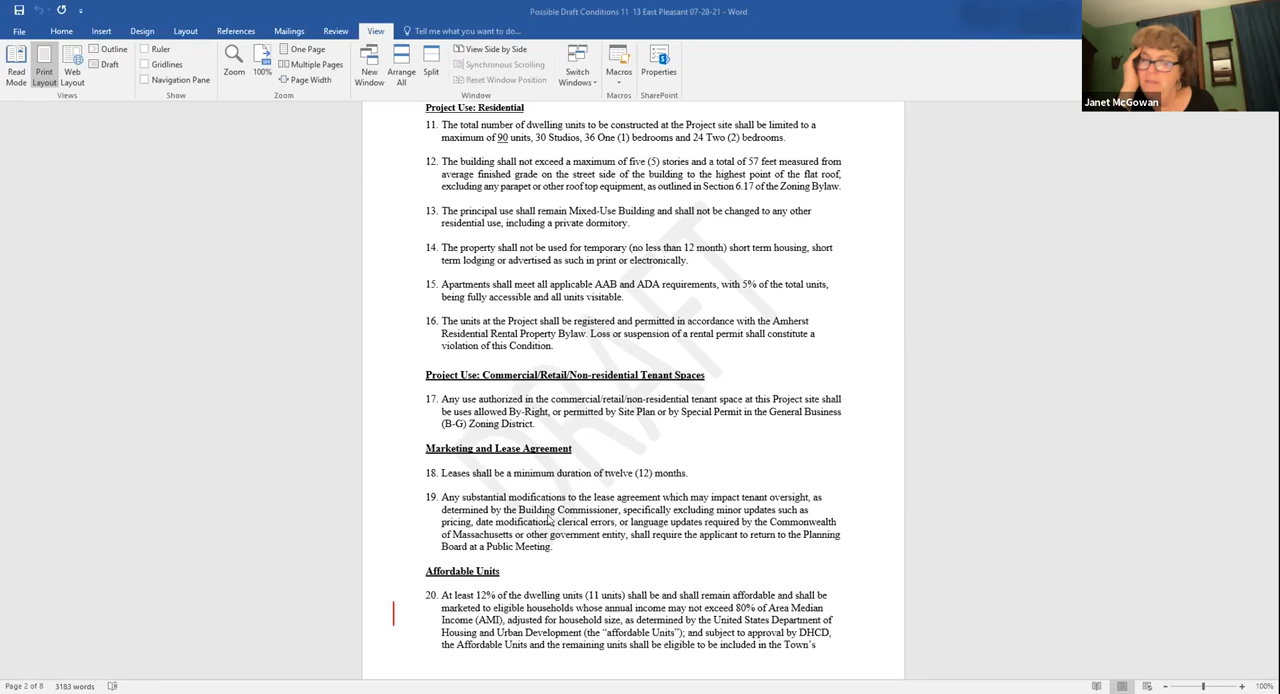 Possible Draft Conditions 11 13 East Pleasant 07-28-21 - Word
File Home Insert Design Layout References Mailings Review View Tell me what you want to do...
Read Mode
Print Layout
Web Layout
Outline
Draft
Views
Ruler
Gridlines
Navigation Pane
Show
Zoom
100%
One Page
Multiple Pages
Page Width
Zoom
New Window
Arrange All
Split
View Side by Side
Synchronous Scrolling
Reset Window Position
Window
Switch Windows
Macros
Macros
Properties
SharePoint
Janet McGowan
Project Use: Residential
11. The total number of dwelling units to be constructed at the Project site shall be limited to a
maximum of 90 units, 30 Studios, 36 One (1) bedrooms and 24 Two (2) bedrooms.
12. The building shall not exceed a maximum of five (5) stories and a total of 57 feet measured from
average finished grade on the street side of the building to the highest point of the flat roof,
excluding any parapet or other roof top equipment, as outlined in Section 6.17 of the Zoning Bylaw.
13. The principal use shall remain Mixed-Use Building and shall not be changed to any other
residential use, including a private dormitory.
14. The property shall not be used for temporary (no less than 12 month) short term housing, short
term lodging or advertised as such in print or electronically.
15. Apartments shall meet all applicable AAB and ADA requirements, with 5% of the total units,
being fully accessible and all units visitable.
16. The units at the Project shall be registered and permitted in accordance with the Amherst
Residential Rental Property Bylaw. Loss or suspension of a rental permit shall constitute a
violation of this Condition.
Project Use: Commercial/Retail/Non-residential Tenant Spaces
17. Any use authorized in the commercial/retail/non-residential tenant space at this Project site shall
be uses allowed By-Right, or permitted by Site Plan or by Special Permit in the General Business
(B-G) Zoning District.
Marketing and Lease Agreement
18. Leases shall be a minimum duration of twelve (12) months.
19. Any substantial modifications to the lease agreement which may impact tenant oversight, as
determined by the Building Commissioner, specifically excluding minor updates such as
pricing, date modifications, clerical errors, or language updates required by the Commonwealth
of Massachusetts or other government entity, shall require the applicant to return to the Planning
Board at a Public Meeting.
Affordable Units
20. At least 12% of the dwelling units (11 units) shall be and shall remain affordable and shall be
marketed to eligible households whose annual income may not exceed 80% of Area Median
Income (AMI), adjusted for household size, as determined by the United States Department of
Housing and Urban Development (the “affordable Units”); and subject to approval by DHCD,
the Affordable Units and the remaining units shall be eligible to be included in the Town’s
DRAFT
Page 2 of 8 3183 words
100%